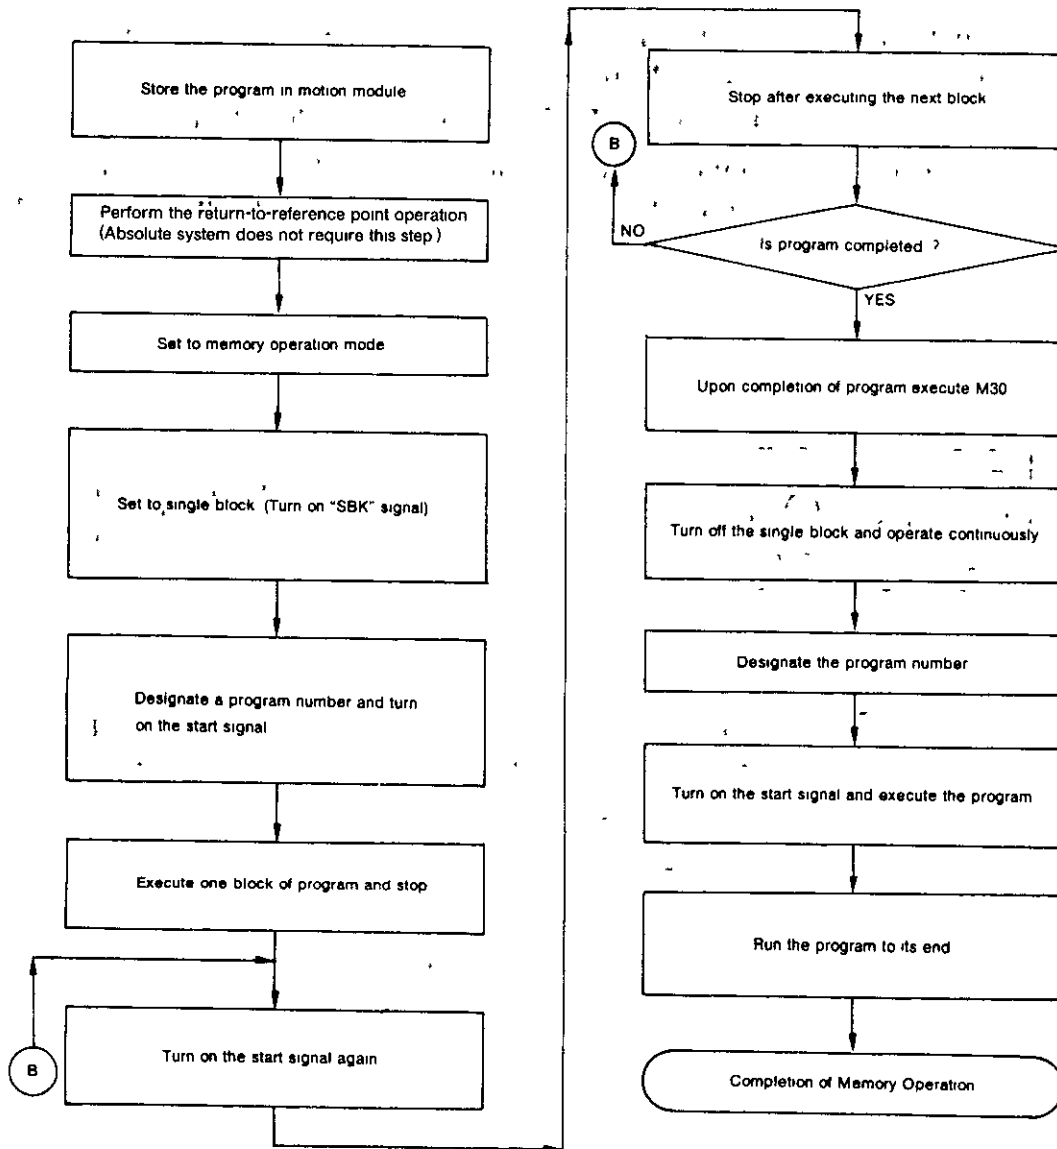 Store the program in motion module
Perform the return-to-reference point operation
(Absolute system does not require this step)
Set to memory operation mode
Set to single block (Turn on "SBK" signal)
Designate a program number and turn
on the start signal
Execute one block of program and stop
B
Turn on the start signal again
Stop after executing the next block
B
NO
Is program completed ?
YES
Upon completion of program execute M30
Turn off the single block and operate continuously
Designate the program number
Turn on the start signal and execute the program
Run the program to its end
Completion of Memory Operation